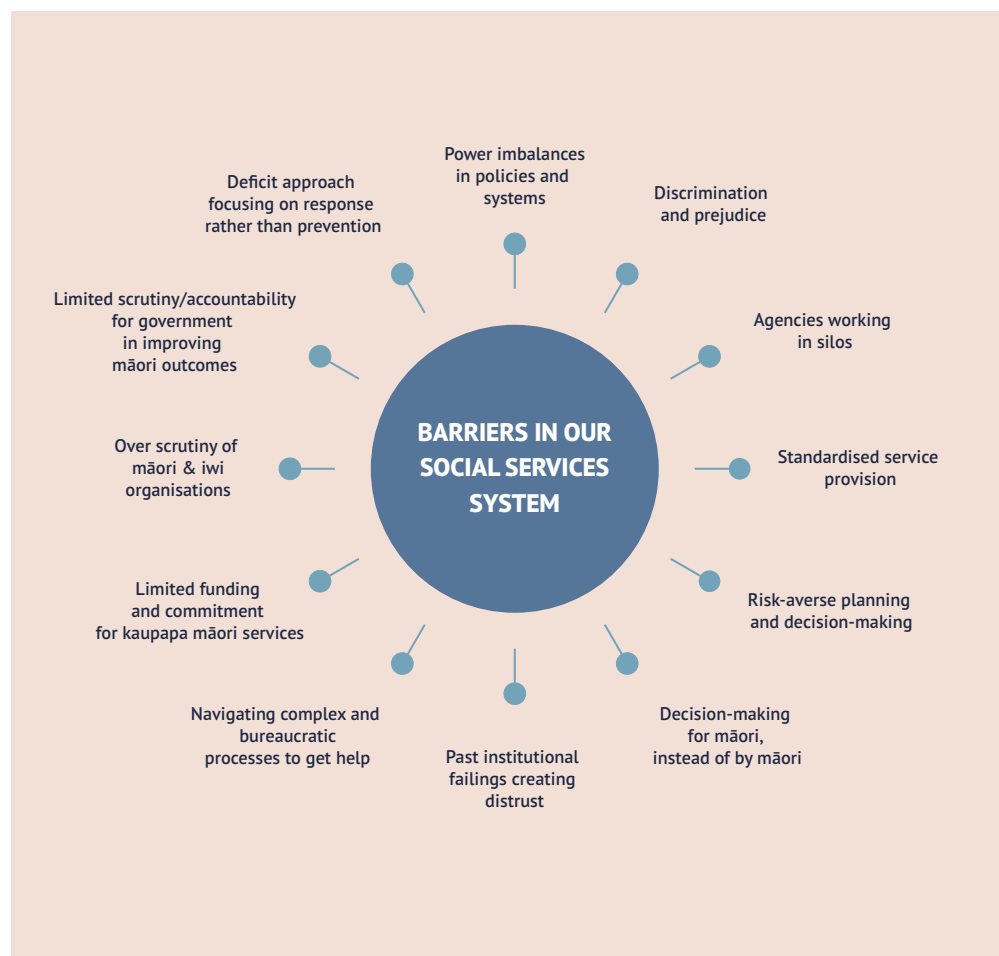 Power imbalances
in policies and
systems
Discrimination
and prejudice
Agencies working
in silos
Standardised service
provision
Risk-averse planning
and decision-making
Decision-making
for māori,
instead of by māori
Past institutional
failings creating
distrust
Navigating complex and
bureaucratic
processes to get help
Limited funding
and commitment
for kaupapa māori services
Over scrutiny of
māori & iwi
organisations
Limited scrutiny/accountability
for government
in improving
māori outcomes
Deficit approach
focusing on response
rather than prevention
BARRIERS IN OUR
SOCIAL SERVICES
SYSTEM